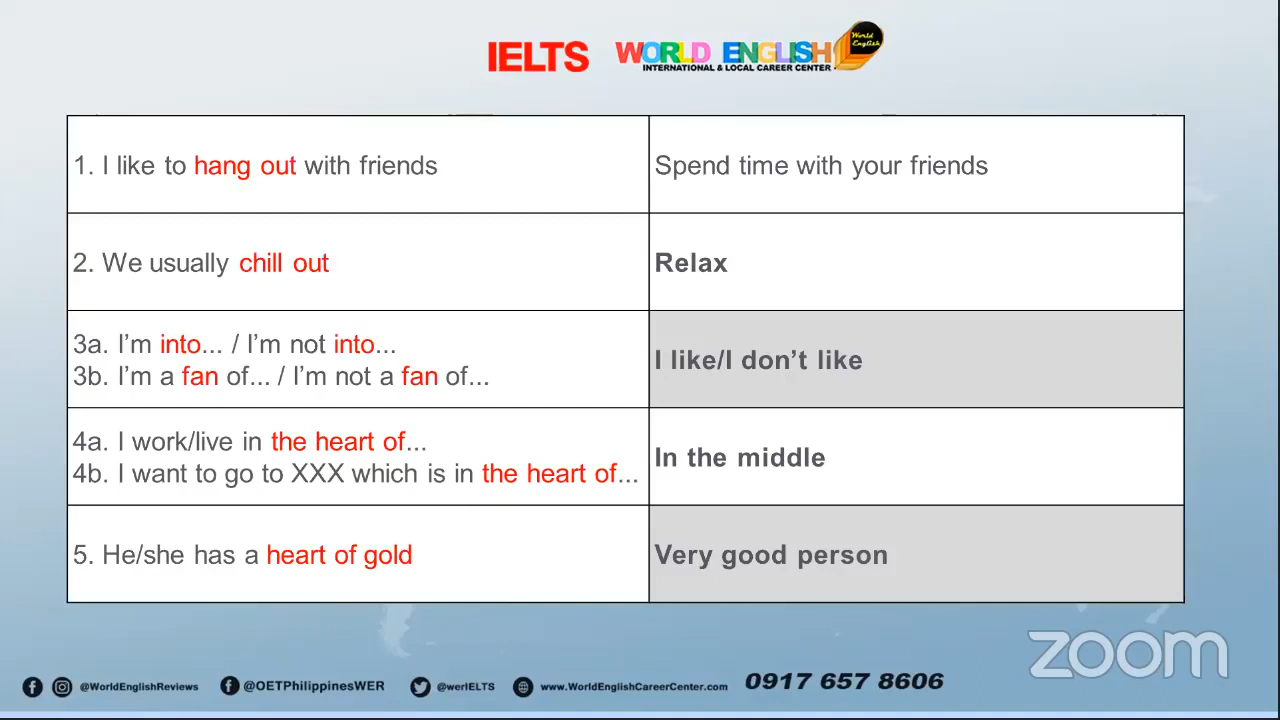 IELTS
WORLD ENGLISH
INTERNATIONAL & LOCAL CAREER CENTER
World English
1. I like to hang out with friends
Spend time with your friends
2. We usually chill out
Relax
3a. I’m into... / I’m not into...
3b. I’m a fan of... / I’m not a fan of...
I like/I don’t like
4a. I work/live in the heart of...
4b. I want to go to XXX which is in the heart of...
In the middle
5. He/she has a heart of gold
Very good person
zoom
@WorldEnglishReviews
@OETPhilippinesWER
@werIELTS
www.WorldEnglishCareerCenter.com
0917 657 8606